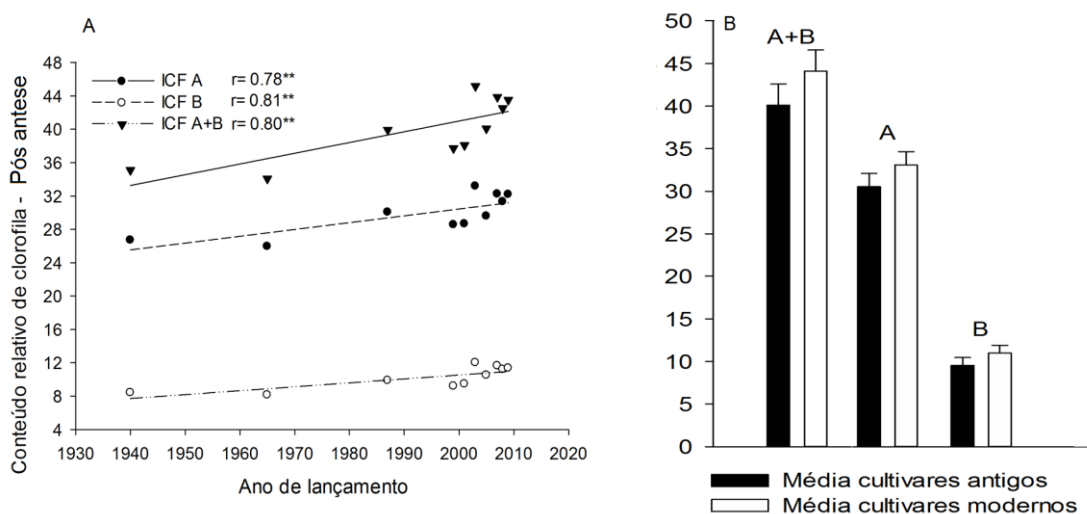 A
ICF A r= 0.78**
ICF B r= 0.81**
ICF A+B r= 0.80**
Conteúdo relativo de clorofila - Pós antese
48
44
40
36
32
28
24
20
16
12
8
4
1930 1940 1950 1960 1970 1980 1990 2000 2010 2020
Ano de lançamento
B
50
45
40
35
30
25
20
15
10
5
0
A+B
A
B
Média cultivares antigos
Média cultivares modernos